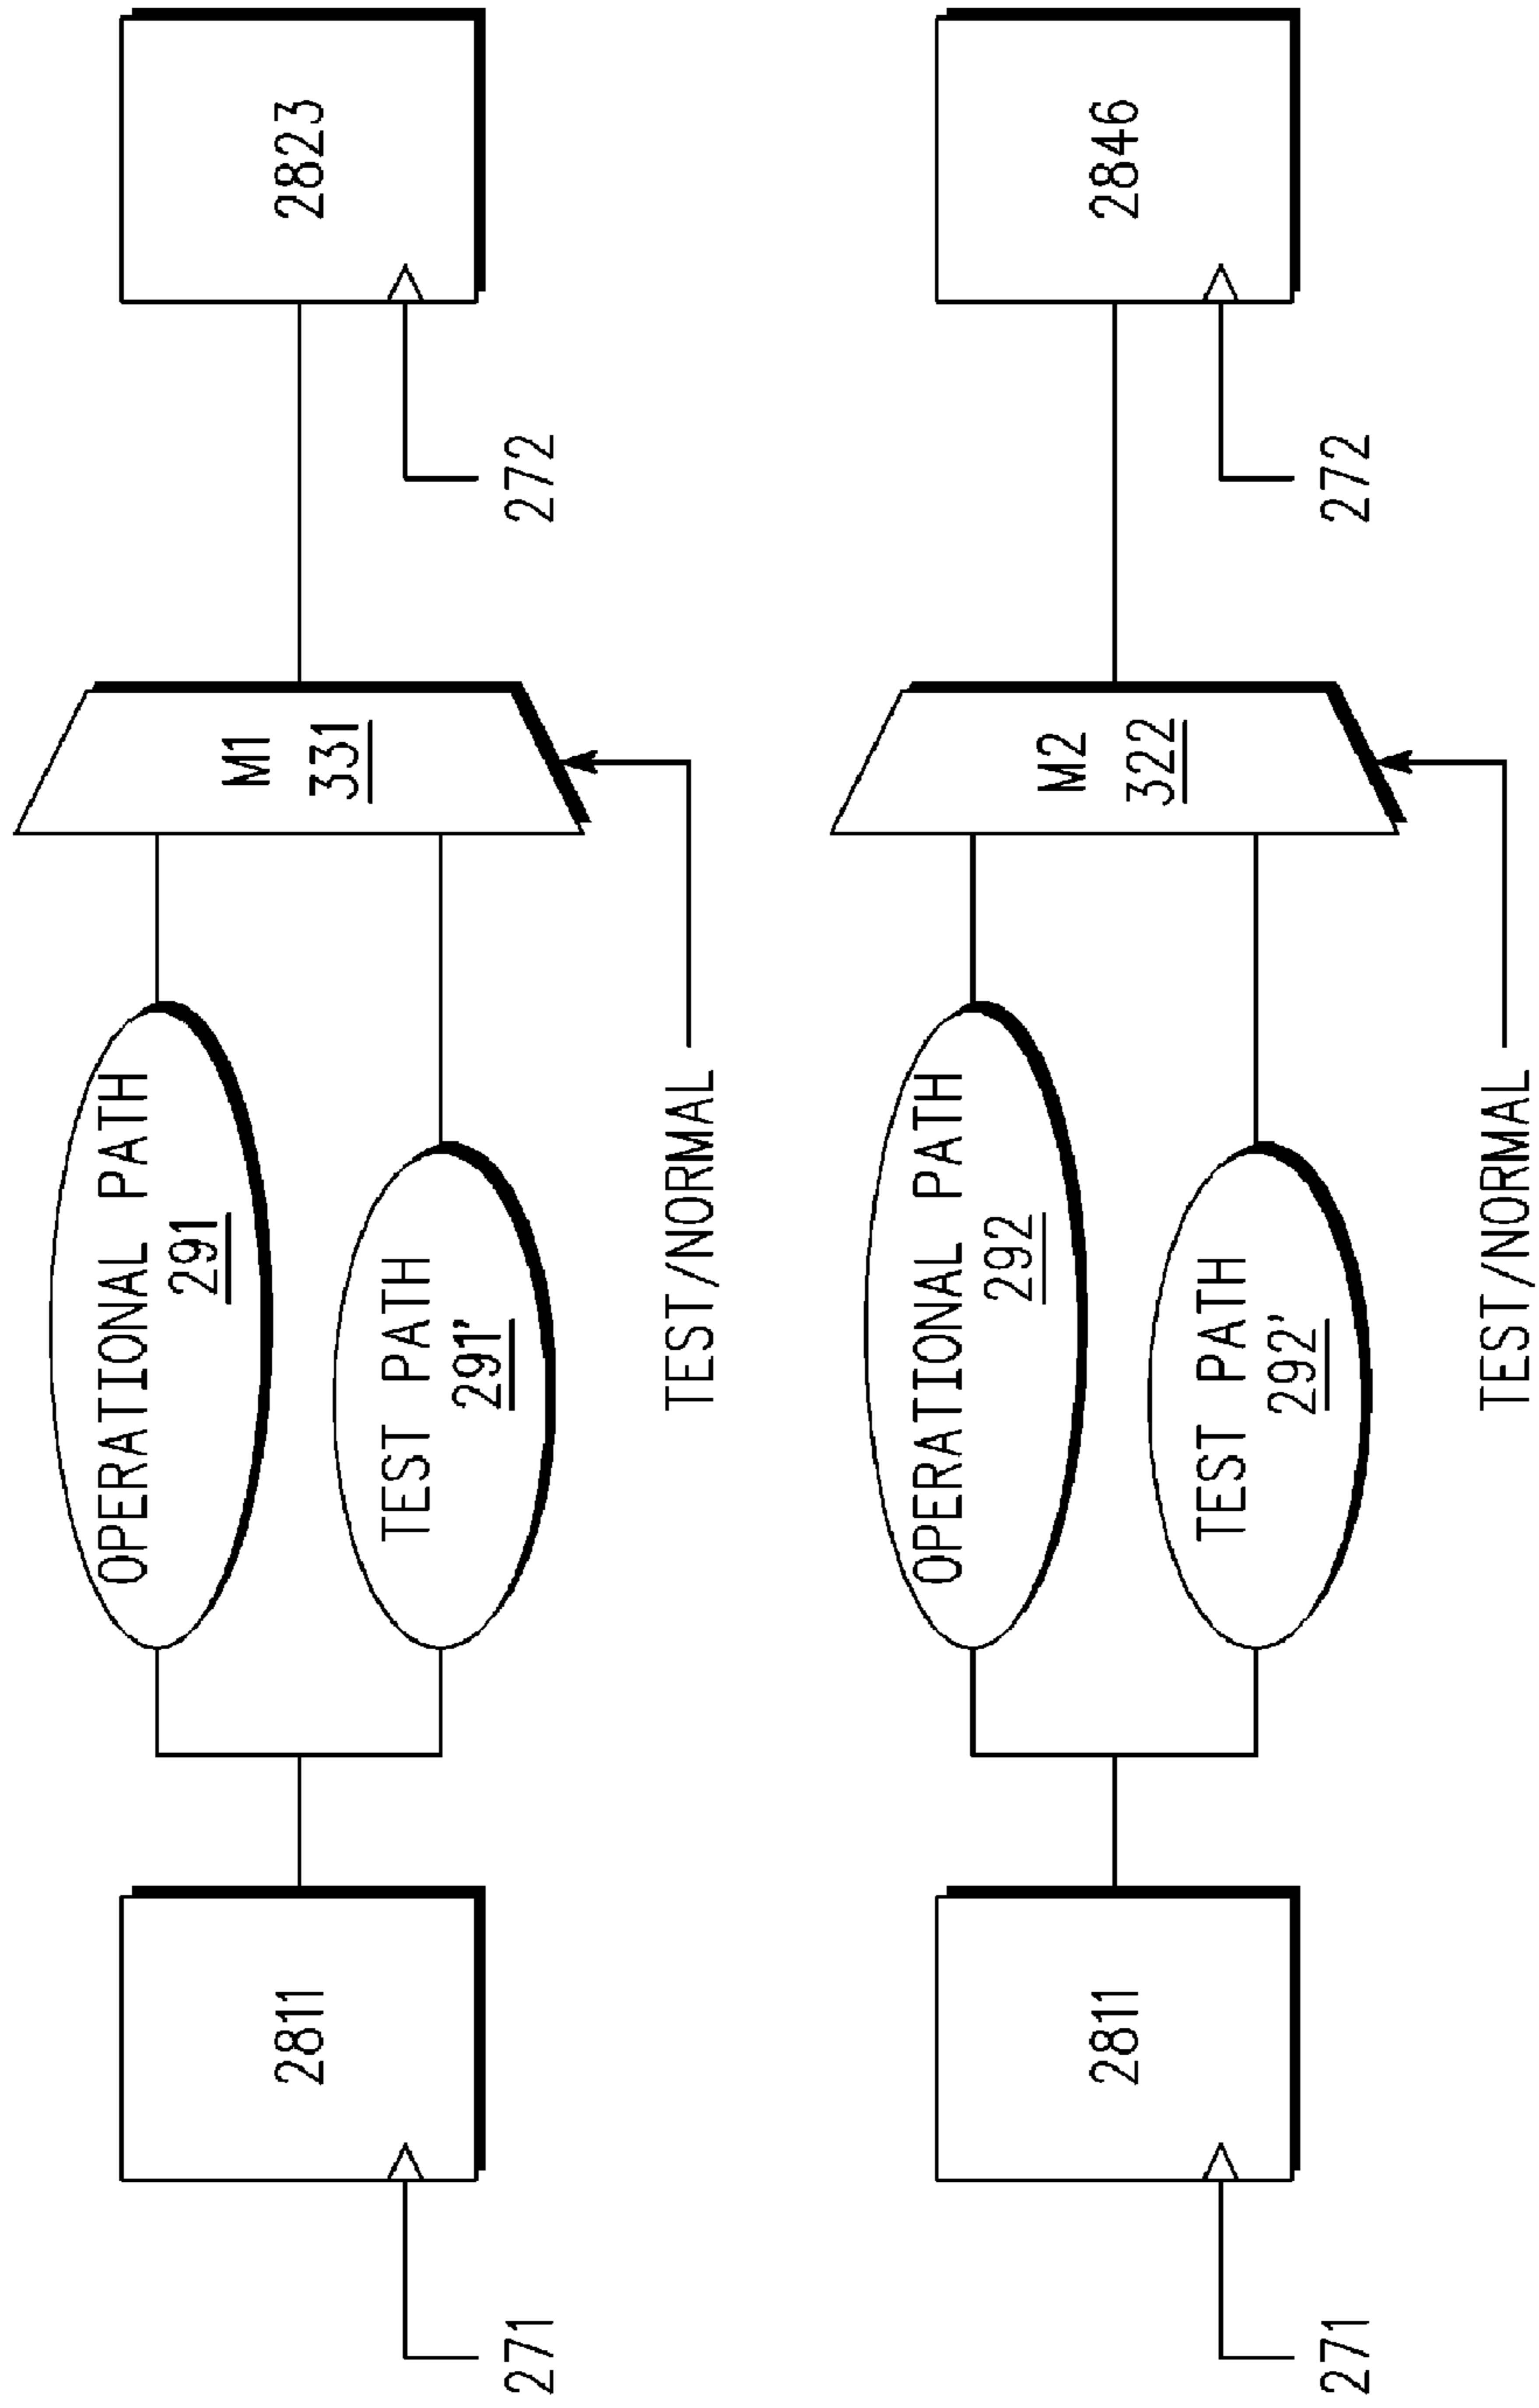 271
2811
OPERATIONAL PATH
291
TEST PATH
291'
TEST/NORMAL
M1
331
272
2823
271
2811
OPERATIONAL PATH
292
TEST PATH
292'
TEST/NORMAL
M2
322
272
2846